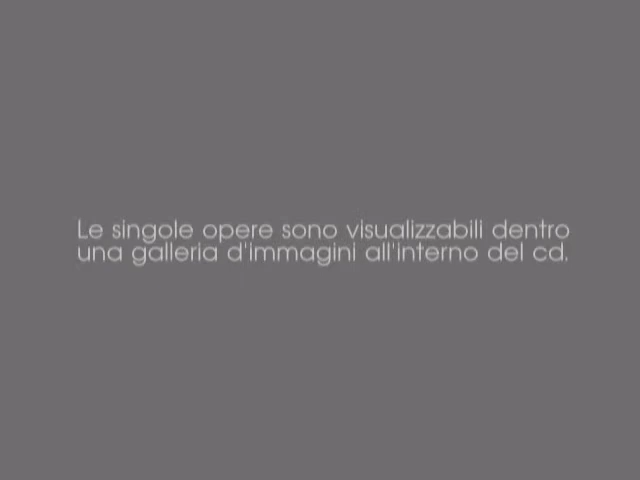 Le singole opere sono visualizzabili dentro
una galleria d'immagini all'interno del cd.